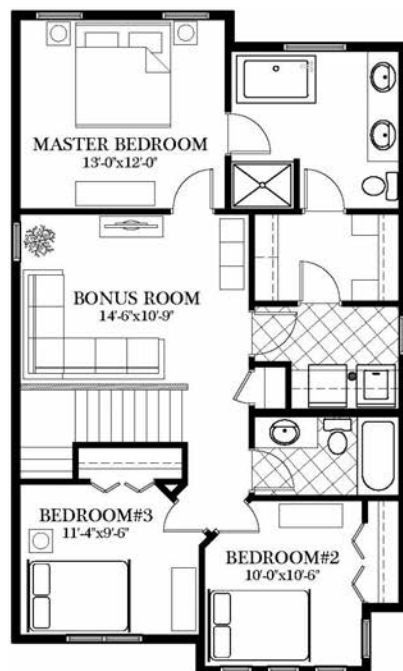 MASTER BEDROOM
13'-0"x12'-0"
BONUS ROOM
14'-6"x10'-9"
BEDROOM#3
11'-4"x9'-6"
BEDROOM#2
10'-0"x10'-6"